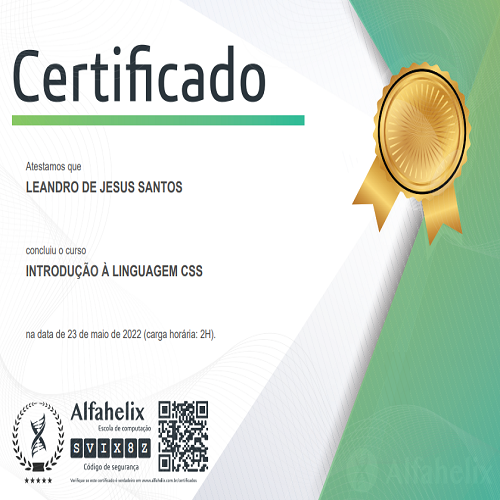 Certificado
Atestamos que
LEANDRO DE JESUS SANTOS
concluiu o curso
INTRODUÇÃO À LINGUAGEM CSS
na data de 23 de maio de 2022 (carga horária: 2H).
Alfahelix
Escola de computação
SVIX8Z
Código de segurança
Verifique se este certificado é verdadeiro em www.alfahelix.com.br/certificados
Alfahelix